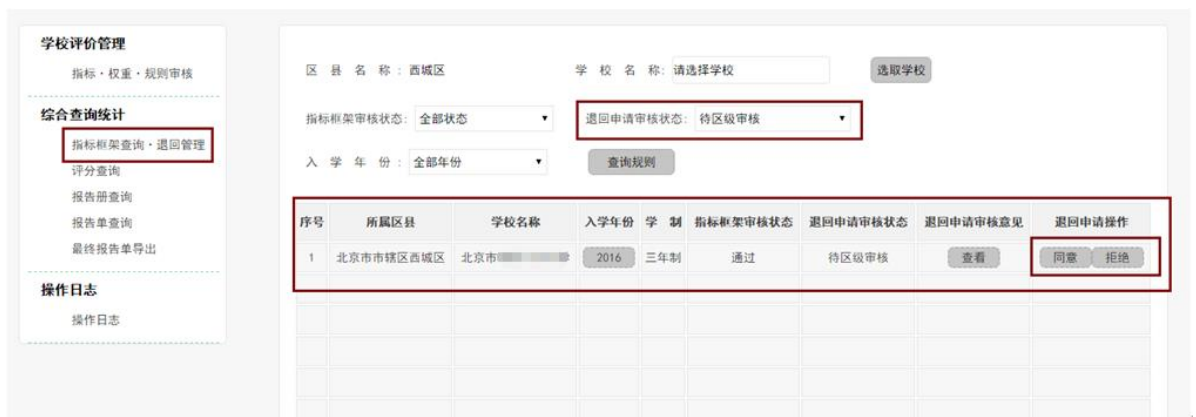 学校评价管理
指标·权重·规则审核
综合查询统计
指标框架查询·退回管理
评分查询
报告册查询
报告单查询
最终报告单导出
操作日志
操作日志
区 县 名 称 : 西城区 学 校 名 称: 请选择学校 选取学校
指标框架审核状态: 全部状态 退回申请审核状态: 待区级审核
入 学 年 份 : 全部年份 查询规则
序号 所属区县 学校名称 入学年份 学 制 指标框架审核状态 退回申请审核状态 退回申请审核意见 退回申请操作
1 北京市市辖区西城区 北京市 2016 三年制 通过 待区级审核 查看 同意 拒绝